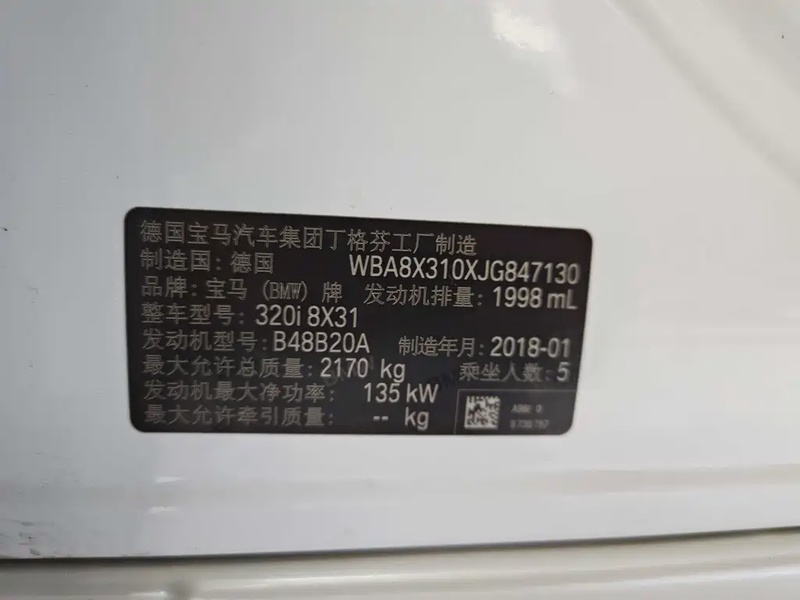 德国宝马汽车集团丁格芬工厂制造
制造国: 德国 WBA8X310XJG847130
品牌: 宝马 (BMW) 牌 发动机排量: 1998 mL
整车型号: 320i 8X31
发动机型号: B48B20A 制造年月: 2018-01
最大允许总质量: 2170 kg 乘坐人数: 5
发动机最大净功率: 135 kW
最大允许牵引质量: -- kg